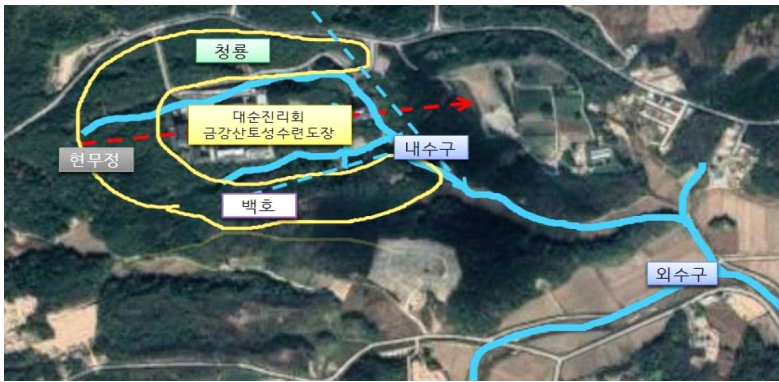 청룡
대순진리회
금강산토성수련도장
현무정
내수구
백호
외수구